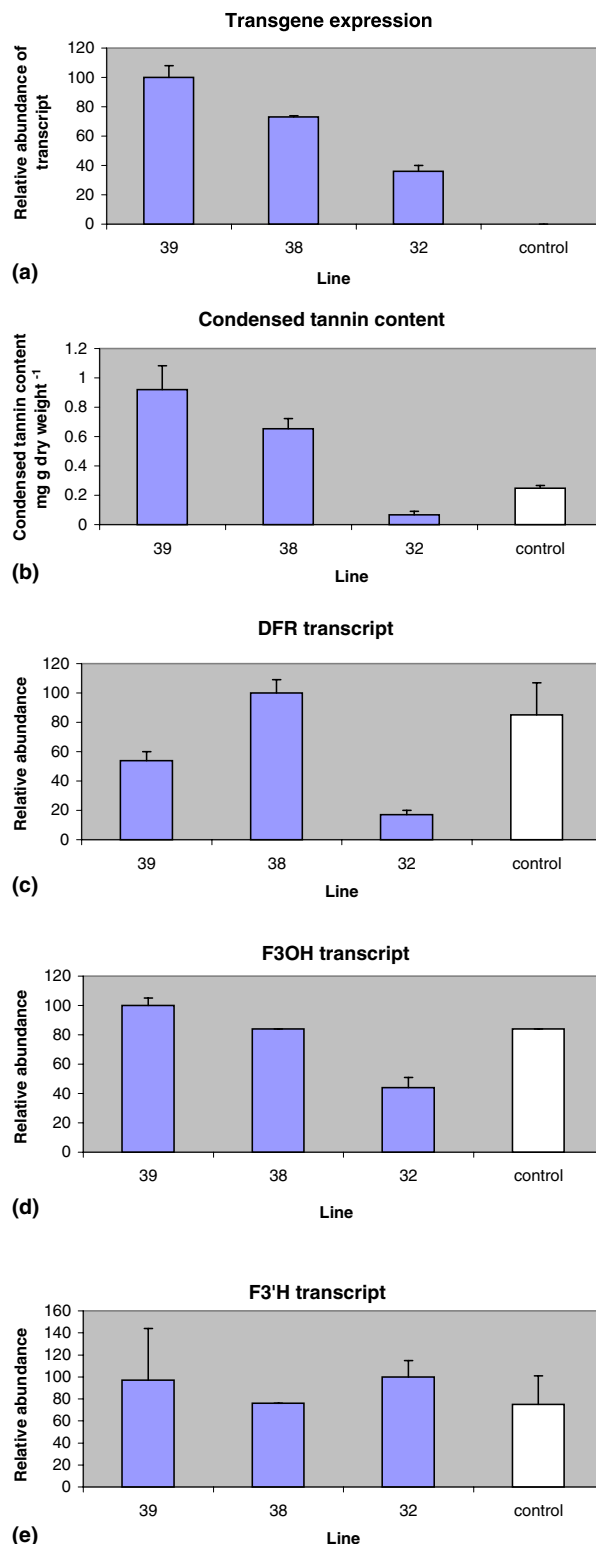 Transgene expression
Relative abundance of
transcript
120
100
80
60
40
20
0
39 38 32 control
Line
(a)
Condensed tannin content
Condensed tannin content
mg g dry weight -1
1.2
1
0.8
0.6
0.4
0.2
0
39 38 32 control
Line
(b)
DFR transcript
Relative abundance
120
100
80
60
40
20
0
39 38 32 control
Line
(c)
F3OH transcript
Relative abundance
120
100
80
60
40
20
0
39 38 32 control
Line
(d)
F3'H transcript
Relative abundance
160
140
120
100
80
60
40
20
0
39 38 32 control
Line
(e)